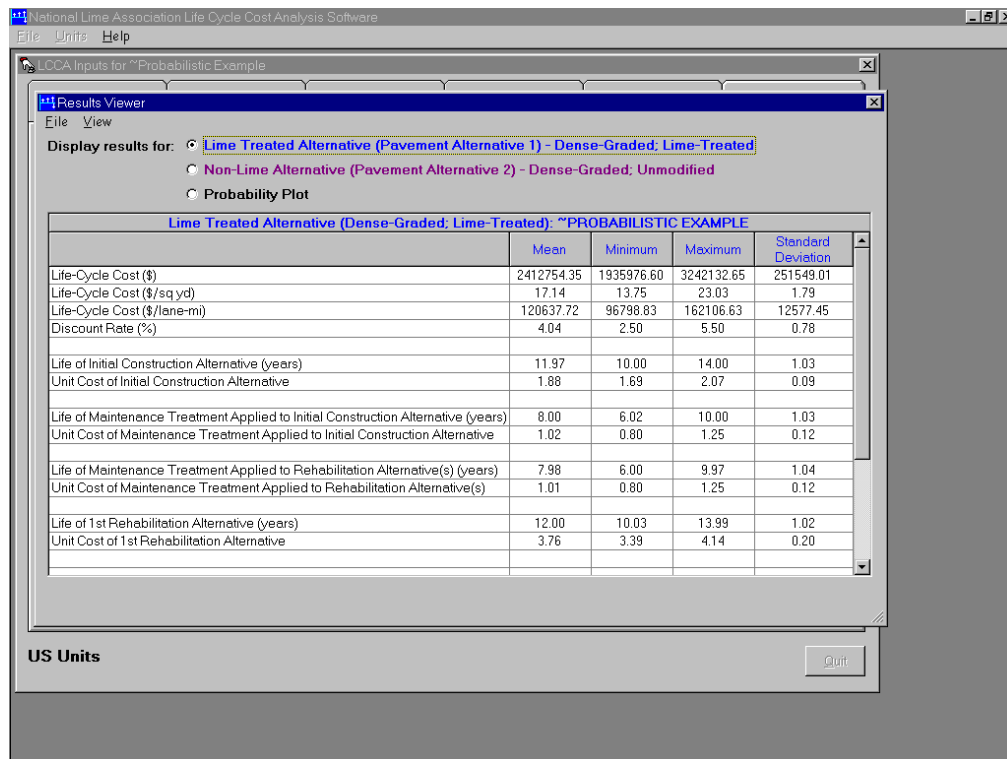 National Lime Association Life Cycle Cost Analysis Software
File Units Help
LCCA Inputs for ~Probabilistic Example
Results Viewer
File View
Display results for: Lime Treated Alternative (Pavement Alternative 1) - Dense-Graded; Lime-Treated
Non-Lime Alternative (Pavement Alternative 2) - Dense-Graded; Unmodified
Probability Plot
Lime Treated Alternative (Dense-Graded; Lime-Treated): ~PROBABILISTIC EXAMPLE
Mean Minimum Maximum Standard Deviation
Life-Cycle Cost ($) 2412754.35 1935976.60 3242132.65 251549.01
Life-Cycle Cost ($/sq yd) 17.14 13.75 23.03 1.79
Life-Cycle Cost ($/lane-mi) 120637.72 96798.83 162106.63 12577.45
Discount Rate (%) 4.04 2.50 5.50 0.78
Life of Initial Construction Alternative (years) 11.97 10.00 14.00 1.03
Unit Cost of Initial Construction Alternative 1.88 1.69 2.07 0.09
Life of Maintenance Treatment Applied to Initial Construction Alternative (years) 8.00 6.02 10.00 1.03
Unit Cost of Maintenance Treatment Applied to Initial Construction Alternative 1.02 0.80 1.25 0.12
Life of Maintenance Treatment Applied to Rehabilitation Alternative(s) (years) 7.98 6.00 9.97 1.04
Unit Cost of Maintenance Treatment Applied to Rehabilitation Alternative(s) 1.01 0.80 1.25 0.12
Life of 1st Rehabilitation Alternative (years) 12.00 10.03 13.99 1.02
Unit Cost of 1st Rehabilitation Alternative 3.76 3.39 4.14 0.20
US Units
Quit